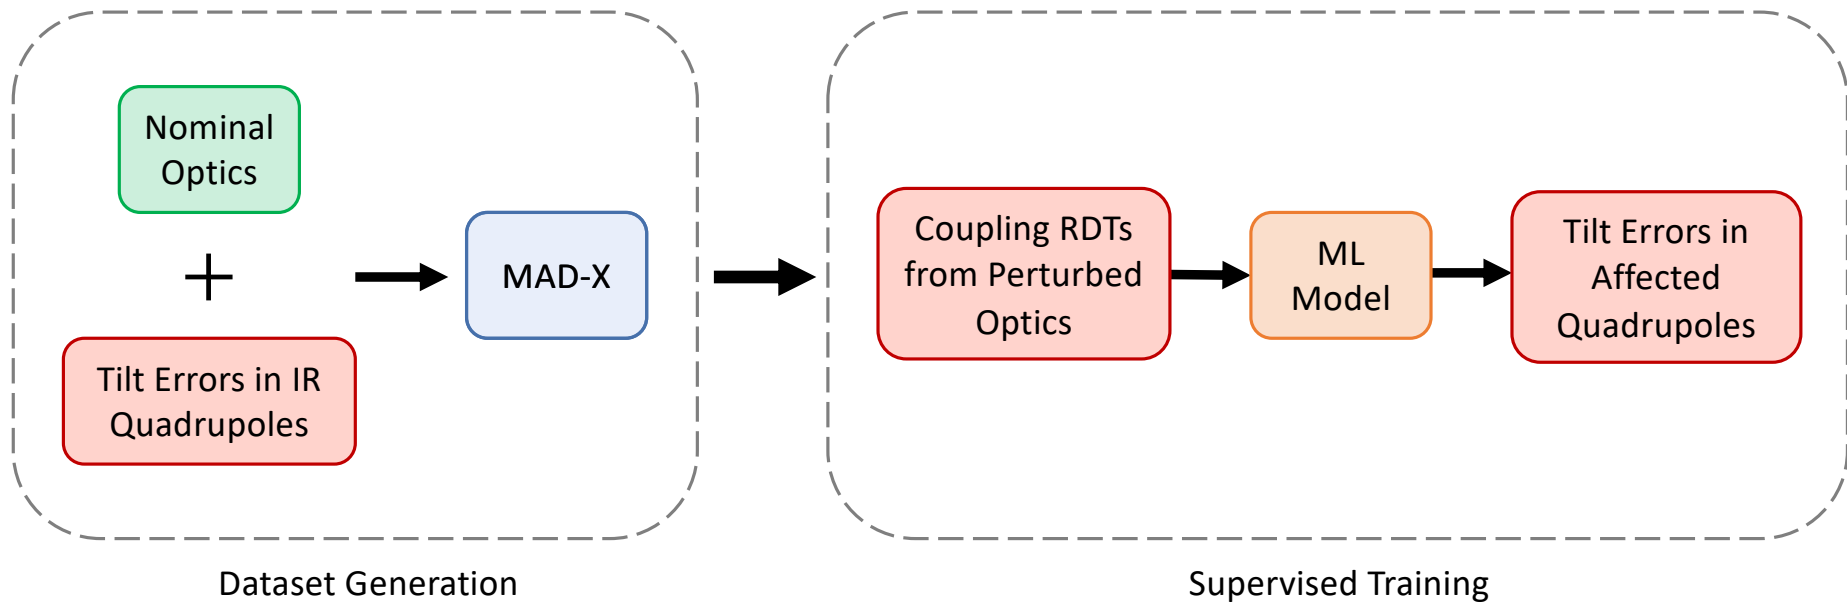 Nominal
Optics
+
Tilt Errors in IR
Quadrupoles
MAD-X
Dataset Generation
Coupling RDTs
from Perturbed
Optics
ML
Model
Tilt Errors in
Affected
Quadrupoles
Supervised Training